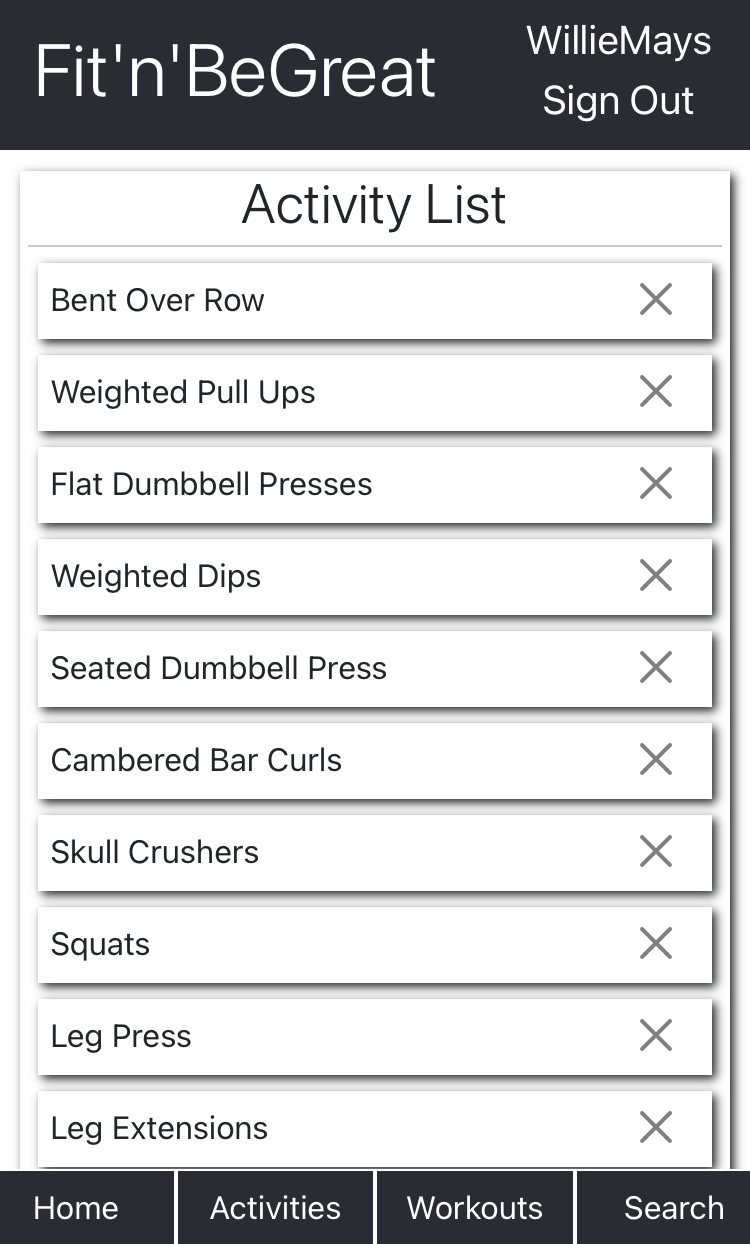 Fit'n'BeGreat
WillieMays
Sign Out
Activity List
Bent Over Row
Weighted Pull Ups
Flat Dumbbell Presses
Weighted Dips
Seated Dumbbell Press
Cambered Bar Curls
Skull Crushers
Squats
Leg Press
Leg Extensions
Home Activities Workouts Search